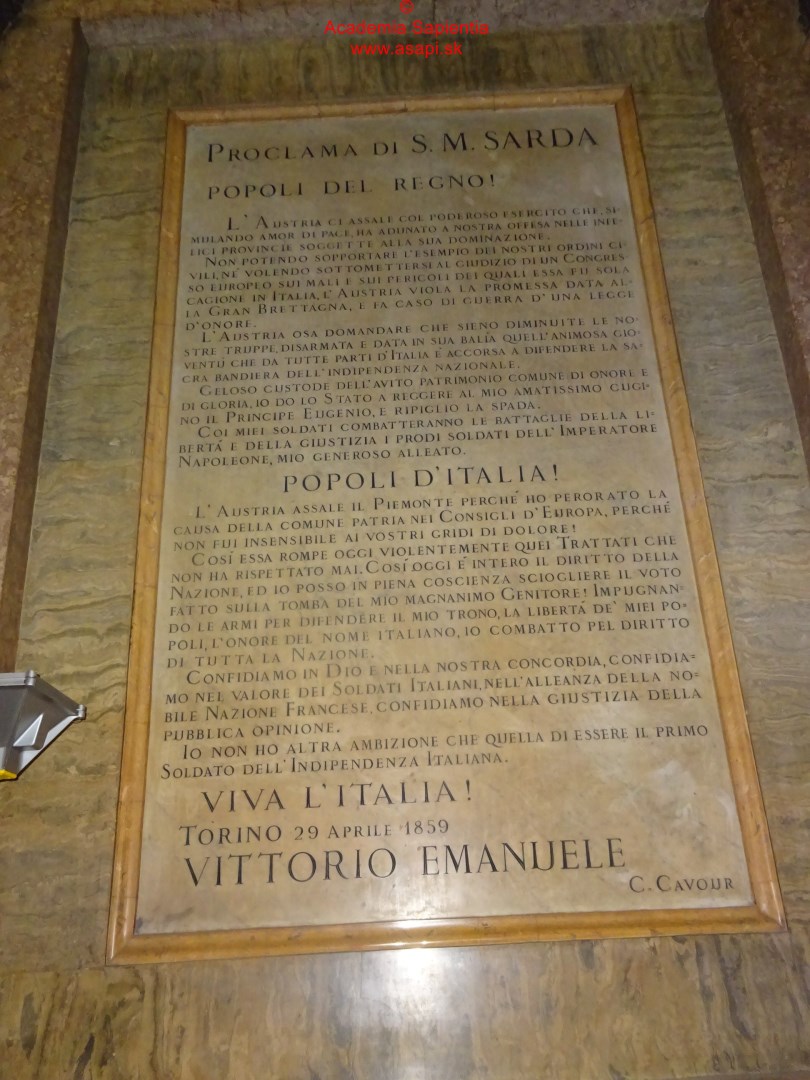 ©
Academia Sapientia
www.asapi.sk
PROCLAMA DI S. M. SARDA
POPOLI DEL REGNO!
L'AUSTRIA CI ASSALE COL PODEROSO ESERCITO CHE, SI-
MULANDO AMOR DI PACE, HA ADUNATO A NOSTRA OFFESA NELLE INFE-
LICI PROVINCIE SOGGETTE ALLA SUA DOMINAZIONE.
NON POTENDO SOPPORTARE L'ESEMPIO DEI NOSTRI ORDINI CI-
VILI, NÉ VOLENDO SOTTOMETTERSI AL GIUDIZIO DI UN CONGRES-
SO EUROPEO SUI MALI E SUI PERICOLI DEI QUALI ESSA FU SOLA
CAGIONE IN ITALIA, L'AUSTRIA VIOLA LA PROMESSA DATA AL-
LA GRAN BRETTAGNA, E FA CASO DI GUERRA D'UNA LEGGE
D'ONORE.
L'AUSTRIA OSA DOMANDARE CHE SIENO DIMINUITE LE NO-
STRE TRUPPE, DISARMATA E DATA IN SUA BALÍA QUELL'ANIMOSA GIO-
VENTÚ CHE DA TUTTE PARTI D'ITALIA É ACCORSA A DIFENDERE LA SA-
CRA BANDIERA DELL'INDIPENDENZA NAZIONALE.
GELOSO CUSTODE DELL'AVITO PATRIMONIO COMUNE DI ONORE E
DI GLORIA, IO DO LO STATO A REGGERE AL MIO AMATISSIMO CUGI-
NO IL PRINCIPE EUGENIO, E RIPIGLIO LA SPADA.
COI MIEI SOLDATI COMBATTERANNO LE BATTAGLIE DELLA LI-
BERTÁ E DELLA GIUSTIZIA I PRODI SOLDATI DELL'IMPERATORE
NAPOLEONE, MIO GENEROSO ALLEATO.
POPOLI D'ITALIA!
L'AUSTRIA ASSALE IL PIEMONTE PERCHÉ HO PERORATO LA
CAUSA DELLA COMUNE PATRIA NEI CONSIGLI D'EUROPA, PERCHÉ
NON FUI INSENSIBILE AI VOSTRI GRIDI DI DOLORE!
COSÍ ESSA ROMPE OGGI VIOLENTEMENTE QUEI TRATTATI CHE
NON HA RISPETTATO MAI. COSÍ OGGI É INTERO IL DIRITTO DELLA
NAZIONE, ED IO POSSO IN PIENA COSCIENZA SCIOGLIERE IL VOTO
FATTO SULLA TOMBA DEL MIO MAGNANIMO GENITORE! IMPUGNAN-
DO LE ARMI PER DIFENDERE IL MIO TRONO, LA LIBERTÁ DE' MIEI PO-
POLI, L'ONORE DEL NOME ITALIANO, IO COMBATTO PEL DIRITTO
DI TUTTA LA NAZIONE.
CONFIDIAMO IN DIO E NELLA NOSTRA CONCORDIA, CONFIDIA-
MO NEL VALORE DEI SOLDATI ITALIANI, NELL'ALLEANZA DELLA NO-
BILE NAZIONE FRANCESE, CONFIDIAMO NELLA GIUSTIZIA DELLA
PUBBLICA OPINIONE.
IO NON HO ALTRA AMBIZIONE CHE QUELLA DI ESSERE IL PRIMO
SOLDATO DELL'INDIPENDENZA ITALIANA.
VIVA L'ITALIA!
TORINO 29 APRILE 1859
VITTORIO EMANUELE
C. CAVOUR